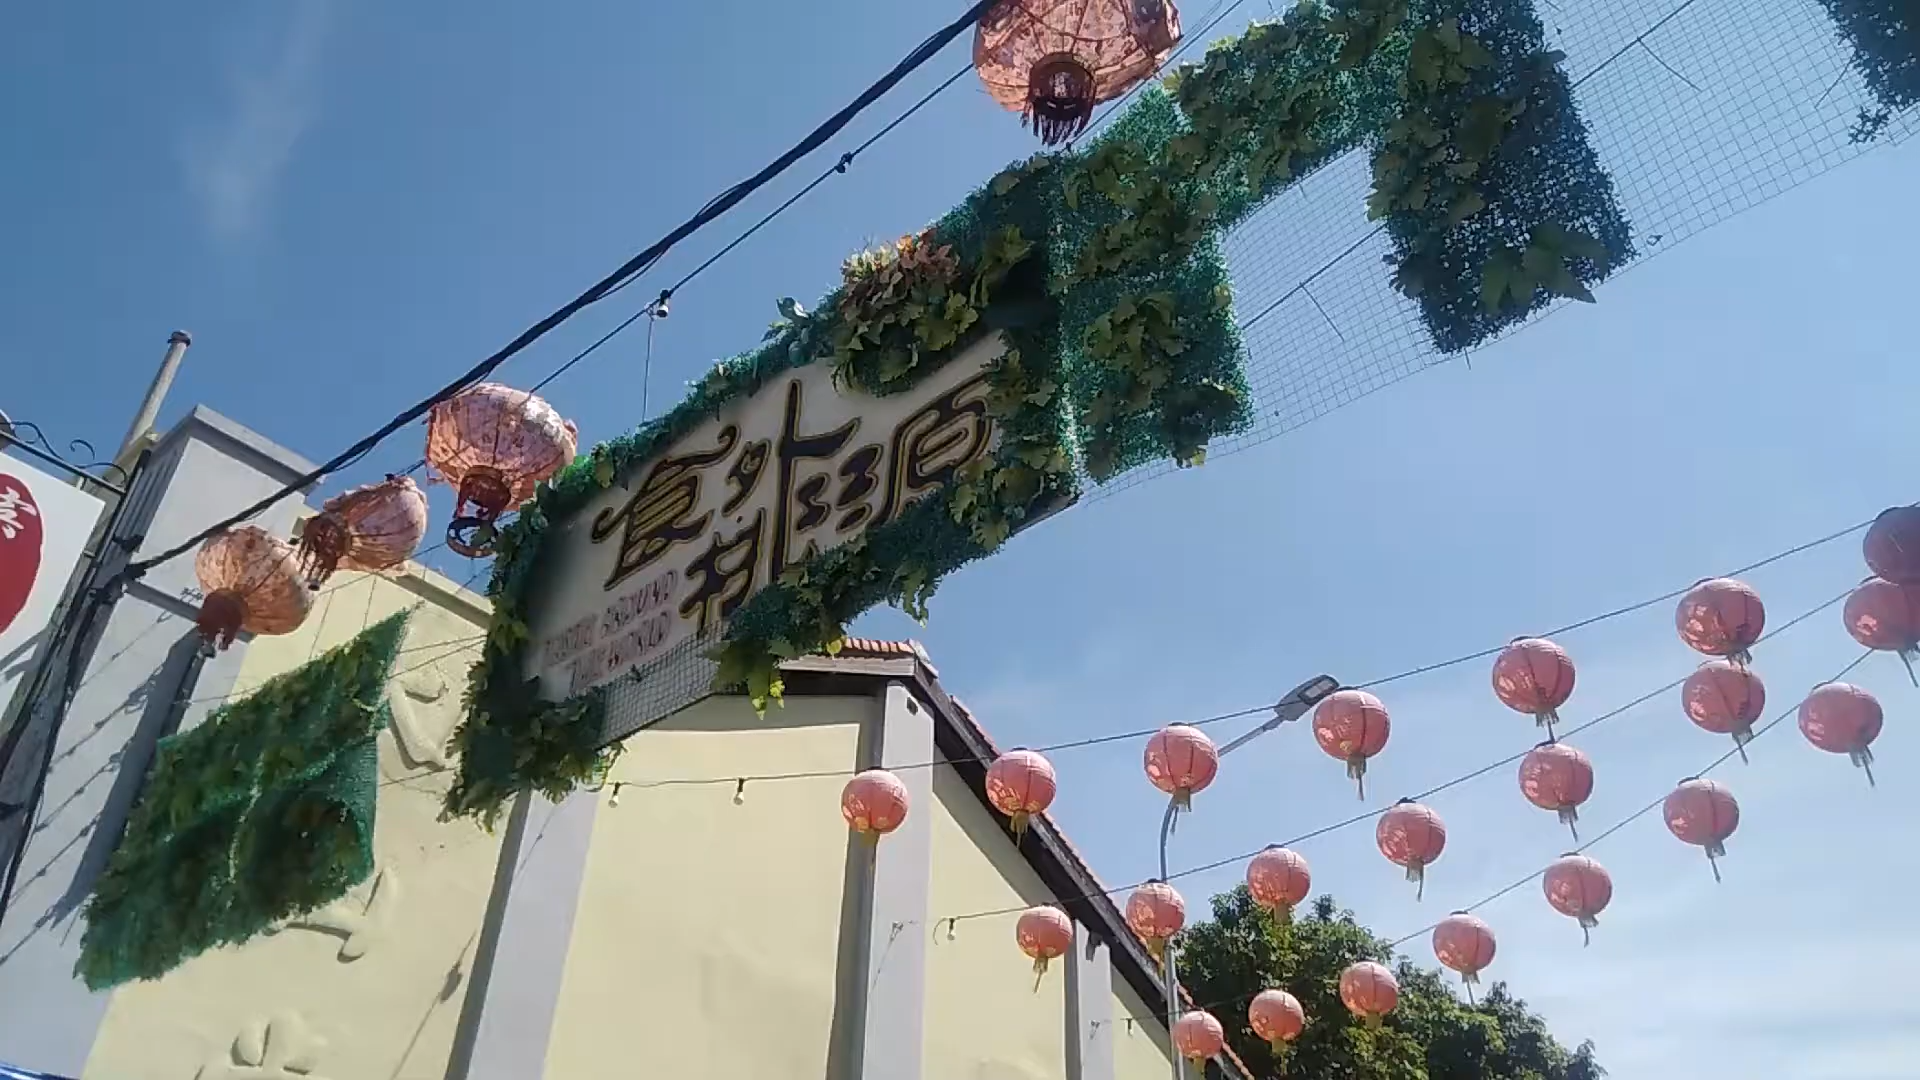 食外桃源
TASTE AROUND
THE WORLD